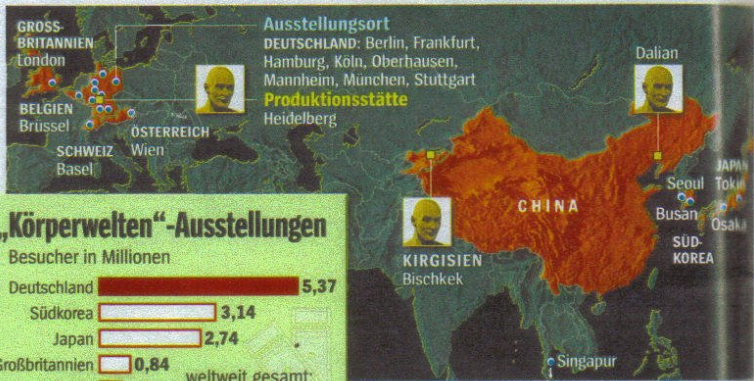 GROSS-
BRITANNIEN
London
BELGIEN
Brüssel
SCHWEIZ
Basel
ÖSTERREICH
Wien
Ausstellungsort
DEUTSCHLAND: Berlin, Frankfurt,
Hamburg, Köln, Oberhausen,
Mannheim, München, Stuttgart
Produktionsstätte
Heidelberg
Dalian
CHINA
KIRGISIEN
Bischkek
Seoul
Busan
SÜD-
KOREA
JAPAN
Osaka
Singapur
„Körperwelten“-Ausstellungen
Besucher in Millionen
Deutschland 5,37
Südkorea 3,14
Japan 2,74
Großbritannien 0,84
weltweit gesamt: